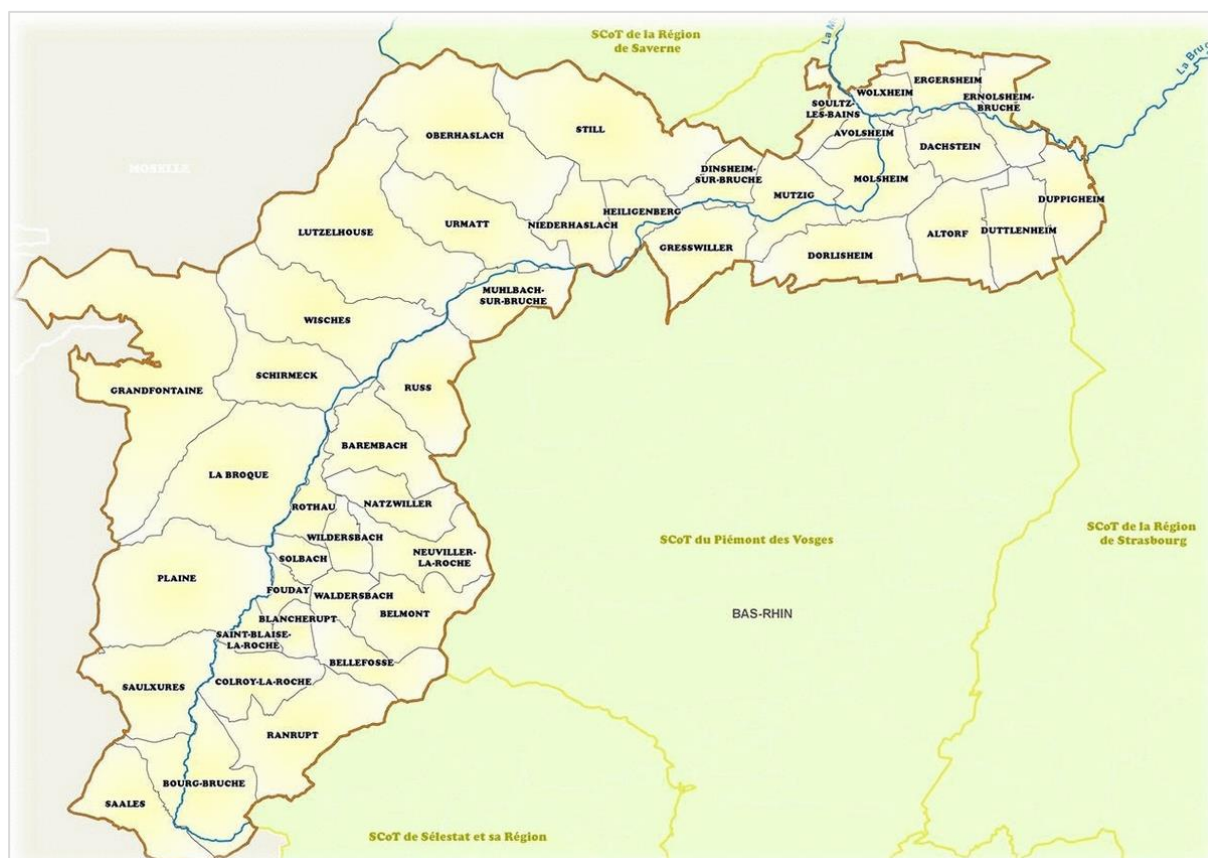 SCoT de la Région
de Saverne
La M
La Bruc
ERGERSHEIM
WOLXHEIM
ERNOLSHEIM-
BRUCHE
SOULTZ-
LES-BAINS
AVOLSHEIM
OBERHASLACH
STILL
DACHSTEIN
MOSELLE
DINSHEIM-
SUR-BRUCHE
MOLSHEIM
MUTZIG
DUPPIGHEIM
HEILIGENBERG
LUTZELHOUSE
URMATT
NIEDERHASLACH
DUTTLENHEIM
ALTORF
GRESSWILLER
DORLISHEIM
MUHLBACH-
SUR-BRUCHE
WISCHES
SCHIRMECK
GRANDFONTAINE
RUSS
BAREMBACH
LA BROQUE
NATZWILLER
ROTHAU
WILDERSBACH
SCoT du Piémont des Vosges
SCoT de la Région
de Strasbourg
NEUVILLER-
LA-ROCHE
SOLBACH
PLAINE
FOUDAY
WALDERSBACH
BELMONT
BAS-RHIN
BLANCHERUPT
SAINT-BLAISE-
LA-ROCHE
BELLEFOSSE
COLROY-LA-ROCHE
SAULXURES
RANRUPT
BOURG-BRUCHE
SAALES
SCoT de Sélestat et sa Région